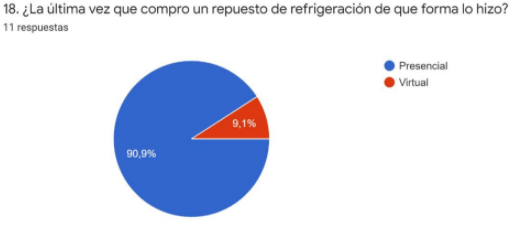 18. ¿La última vez que compro un repuesto de refrigeración de que forma lo hizo?
11 respuestas
Presencial
Virtual
9,1%
90,9%